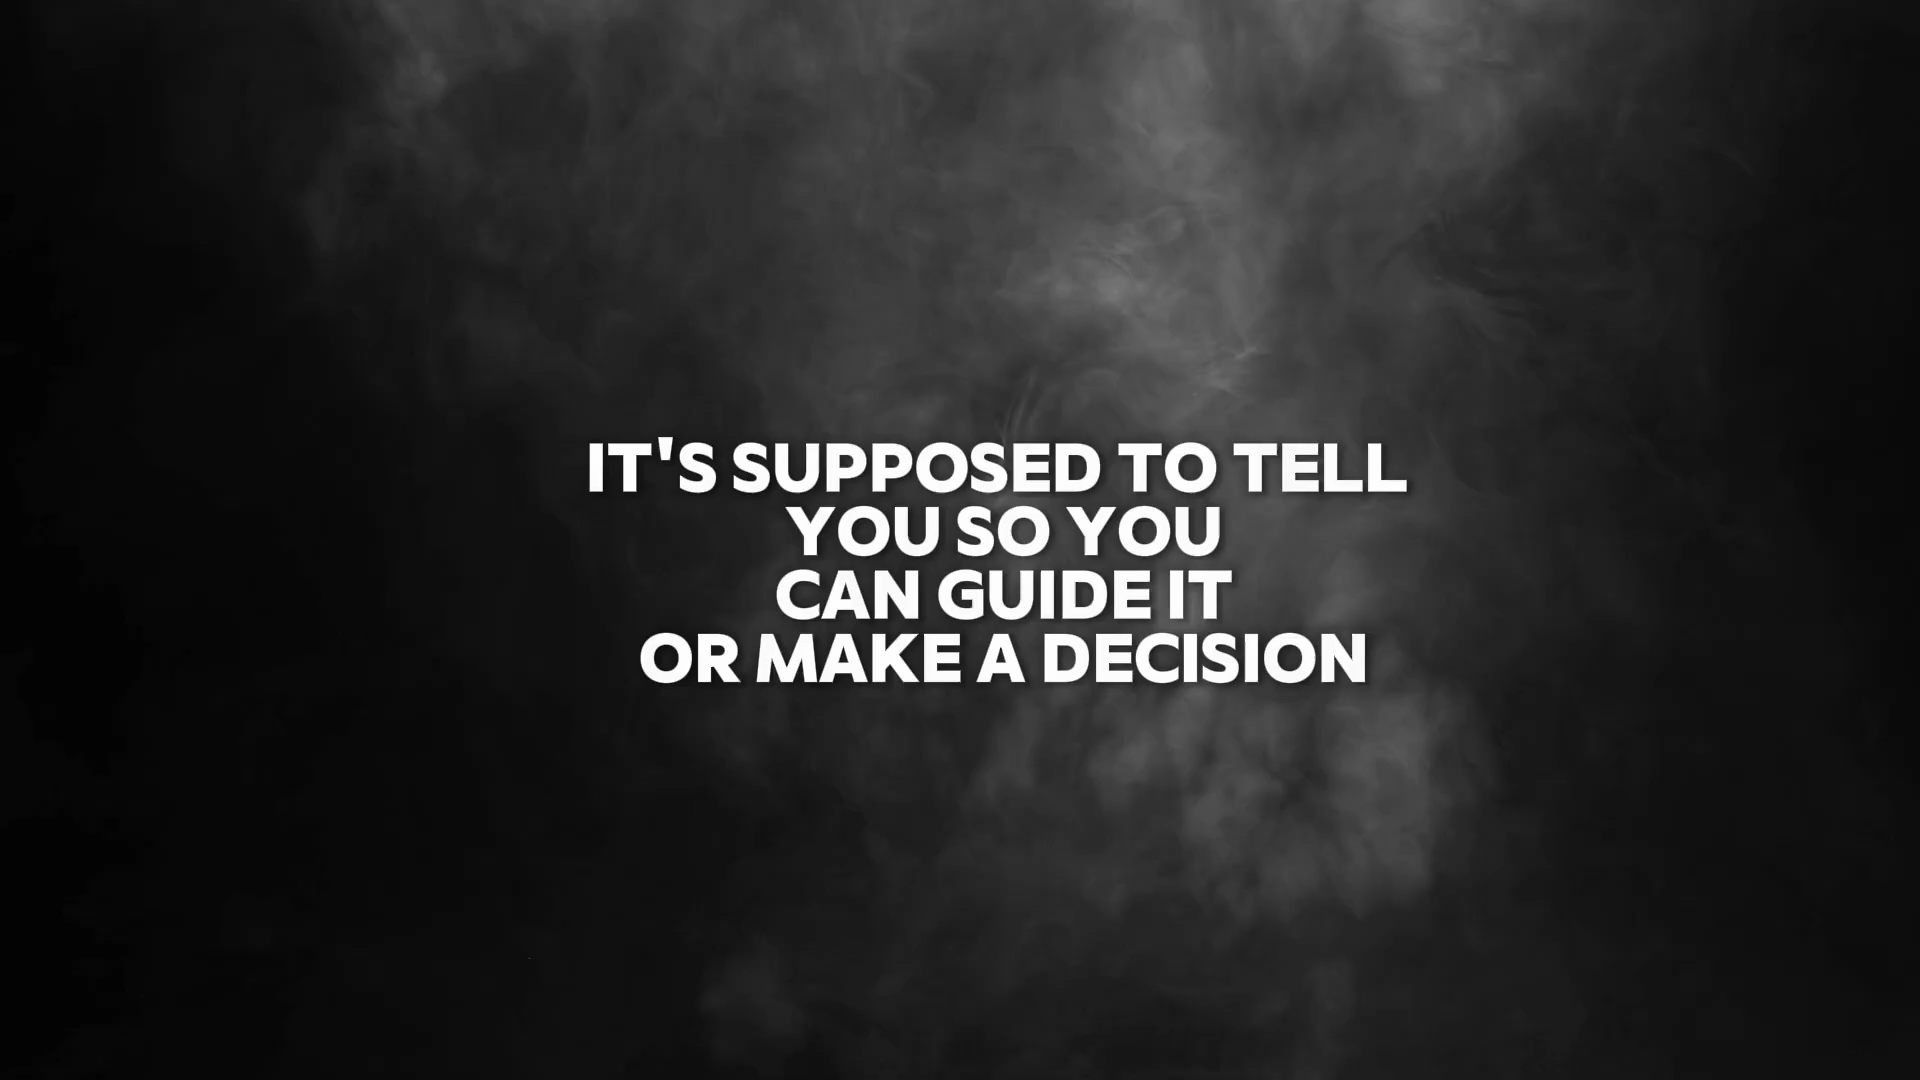 IT'S SUPPOSED TO TELL
YOU SO YOU
CAN GUIDE IT
OR MAKE A DECISION